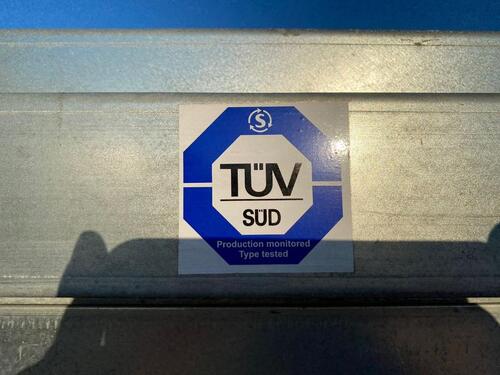 S
TÜV
SÜD
Production monitored
Type tested